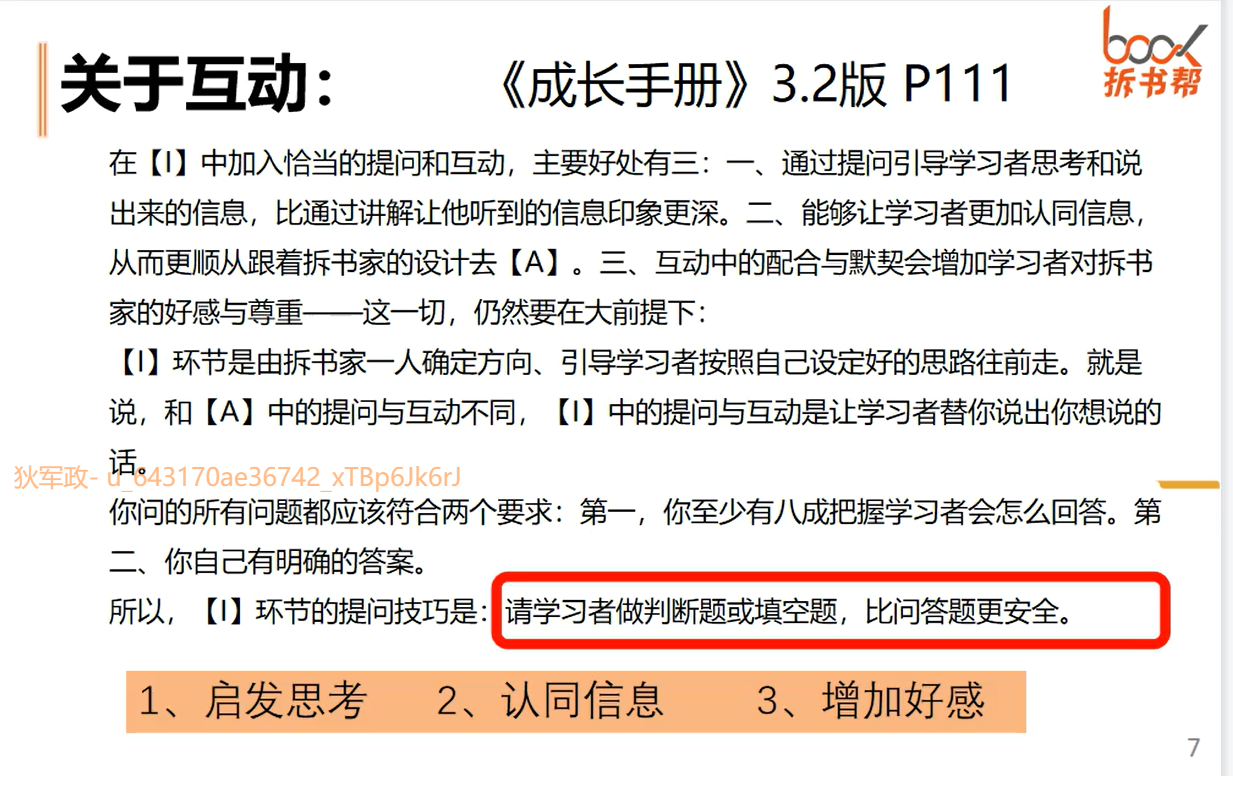 关于互动：
《成长手册》3.2版 P111
book
拆书帮
在【I】中加入恰当的提问和互动，主要好处有三：一、通过提问引导学习者思考和说
出来的信息，比通过讲解让他听到的信息印象更深。二、能够让学习者更加认同信息，
从而更顺从跟着拆书家的设计去【A】。三、互动中的配合与默契会增加学习者对拆书
家的好感与尊重——这一切，仍然要在大前提下：
【I】环节是由拆书家一人确定方向、引导学习者按照自己设定好的思路往前走。就是
说，和【A】中的提问与互动不同，【I】中的提问与互动是让学习者替你说出你想说的
话。
狄军政- u_643170ae36742_xTBp6Jk6rJ
你问的所有问题都应该符合两个要求：第一，你至少有八成把握学习者会怎么回答。第
二、你自己有明确的答案。
所以，【I】环节的提问技巧是：请学习者做判断题或填空题，比问答题更安全。
1、启发思考 2、认同信息 3、增加好感
7